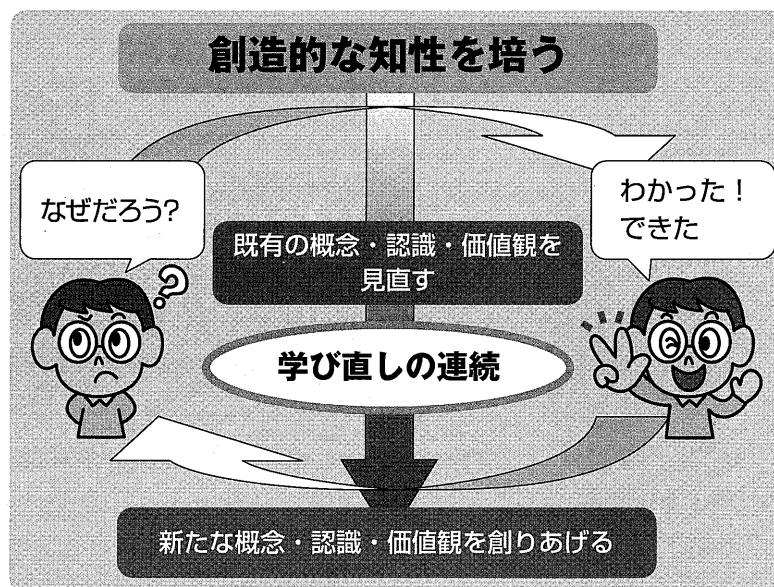 創造的な知性を培う
なぜだろう?
わかった！
できた
既有の概念・認識・価値観を
見直す
?
学び直しの連続
新たな概念・認識・価値観を創りあげる